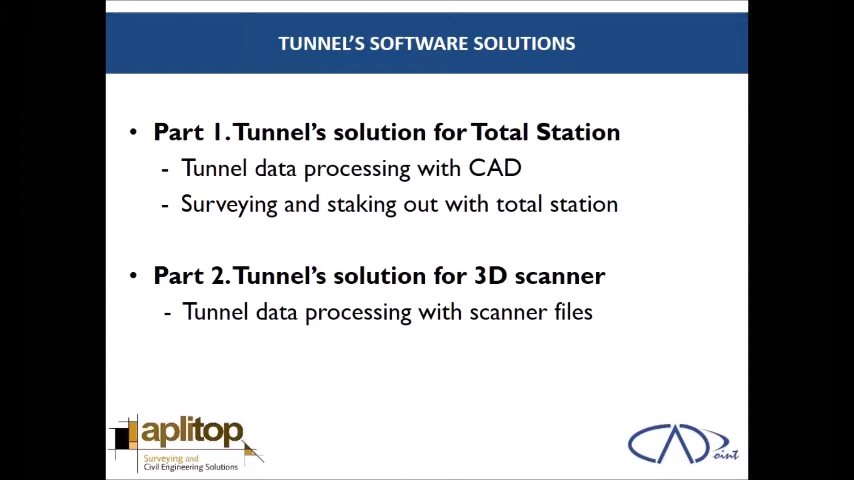 TUNNEL'S SOFTWARE SOLUTIONS
• Part 1. Tunnel's solution for Total Station
- Tunnel data processing with CAD
- Surveying and staking out with total station
• Part 2. Tunnel's solution for 3D scanner
- Tunnel data processing with scanner files
aplitop
Surveying and
Civil Engineering Solutions
CADPoint